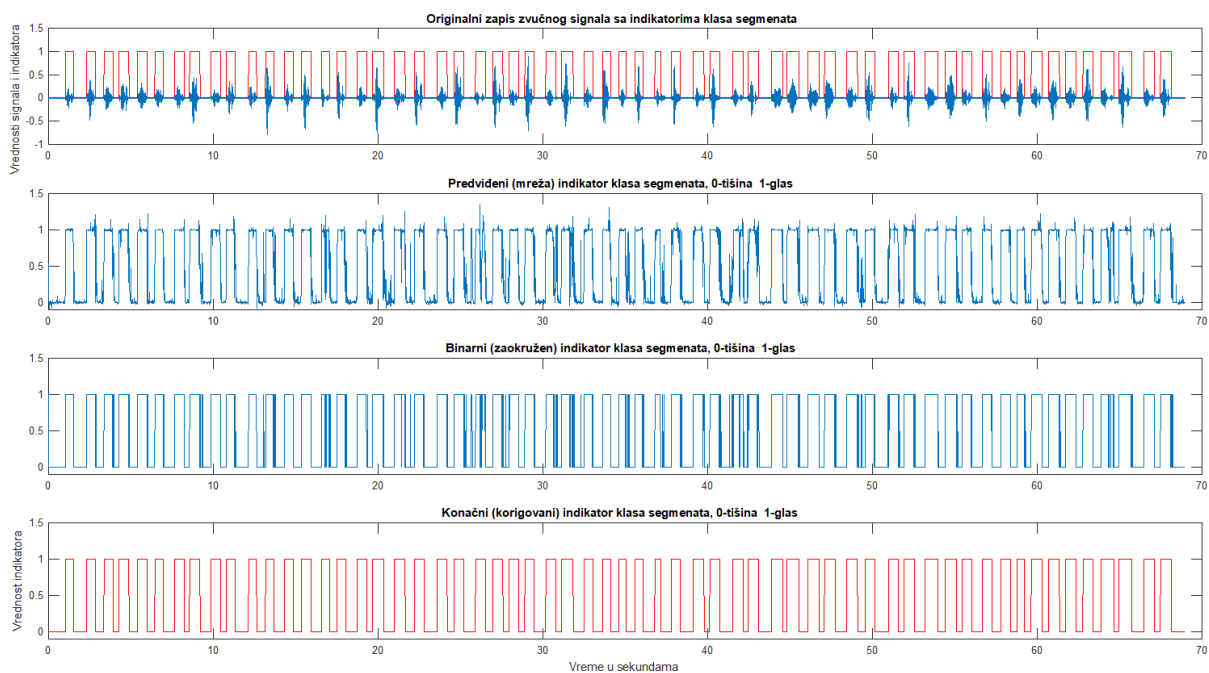 Originalni zapis zvučnog signala sa indikatorima klasa segmenata
Vrednosti signala i indikatora
1.5
1
0.5
0
-0.5
-1
0 10 20 30 40 50 60 70
Predviđeni (mreža) indikator klasa segmenata, 0-tišina 1-glas
1.5
1
0.5
0
0 10 20 30 40 50 60 70
Binarni (zaokružen) indikator klasa segmenata, 0-tišina 1-glas
1.5
1
0.5
0
0 10 20 30 40 50 60 70
Konačni (korigovani) indikator klasa segmenata, 0-tišina 1-glas
Vrednost indikatora
1.5
1
0.5
0
0 10 20 30 40 50 60 70
Vreme u sekundama